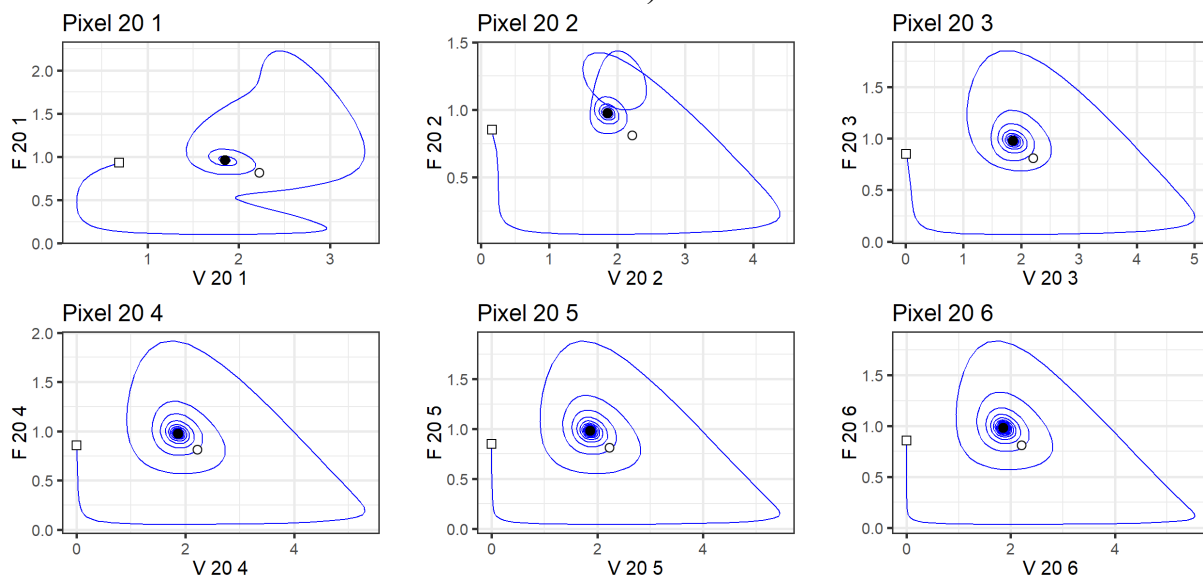 )
Pixel 20 1
2.0
1.5
1.0
0.5
0.0
F 20 1
1 2 3
V 20 1
Pixel 20 2
1.5
1.0
0.5
F 20 2
0 1 2 3 4
V 20 2
Pixel 20 3
1.5
1.0
0.5
0.0
F 20 3
0 1 2 3 4 5
V 20 3
Pixel 20 4
2.0
1.5
1.0
0.5
0.0
F 20 4
0 2 4
V 20 4
Pixel 20 5
1.5
1.0
0.5
0.0
F 20 5
0 2 4
V 20 5
Pixel 20 6
1.5
1.0
0.5
0.0
F 20 6
0 2 4
V 20 6